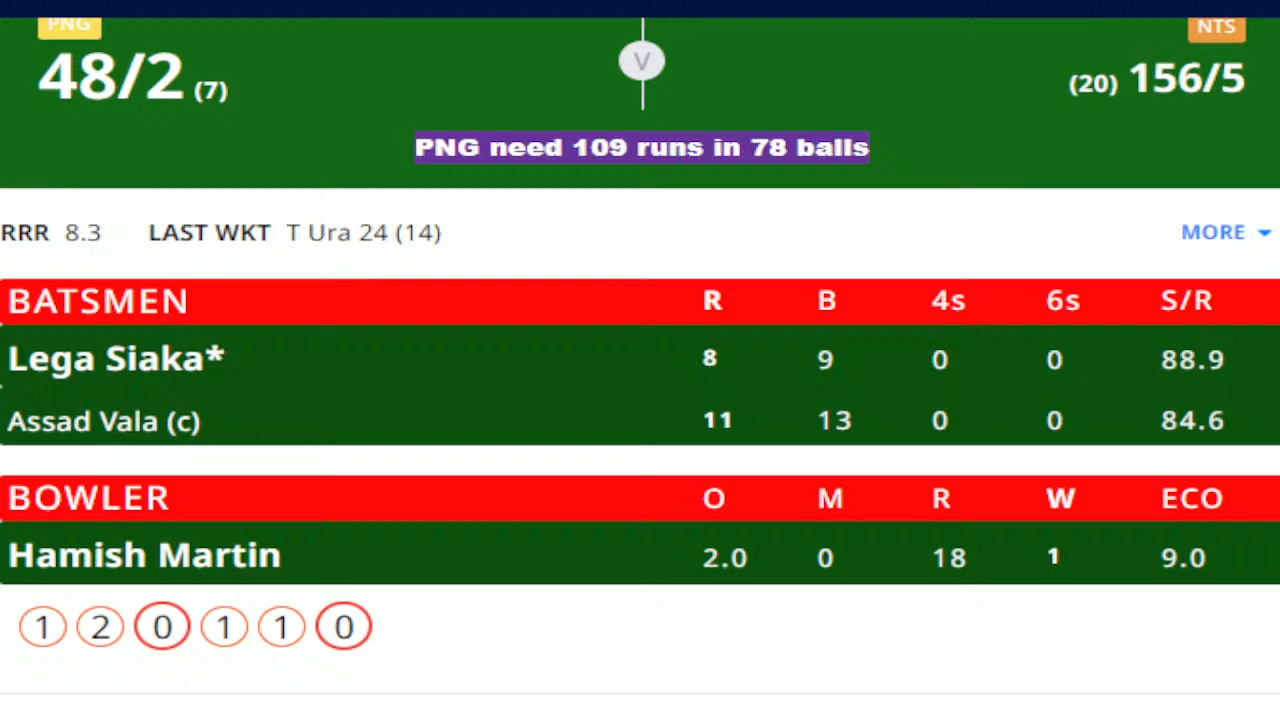 PNG V NTS
48/2 (7) (20) 156/5
PNG need 109 runs in 78 balls
RRR 8.3 LAST WKT T Ura 24 (14) MORE
BATSMEN R B 4s 6s S/R
Lega Siaka* 8 9 0 0 88.9
Assad Vala (c) 11 13 0 0 84.6
BOWLER O M R W ECO
Hamish Martin 2.0 0 18 1 9.0
1 2 0 1 1 0